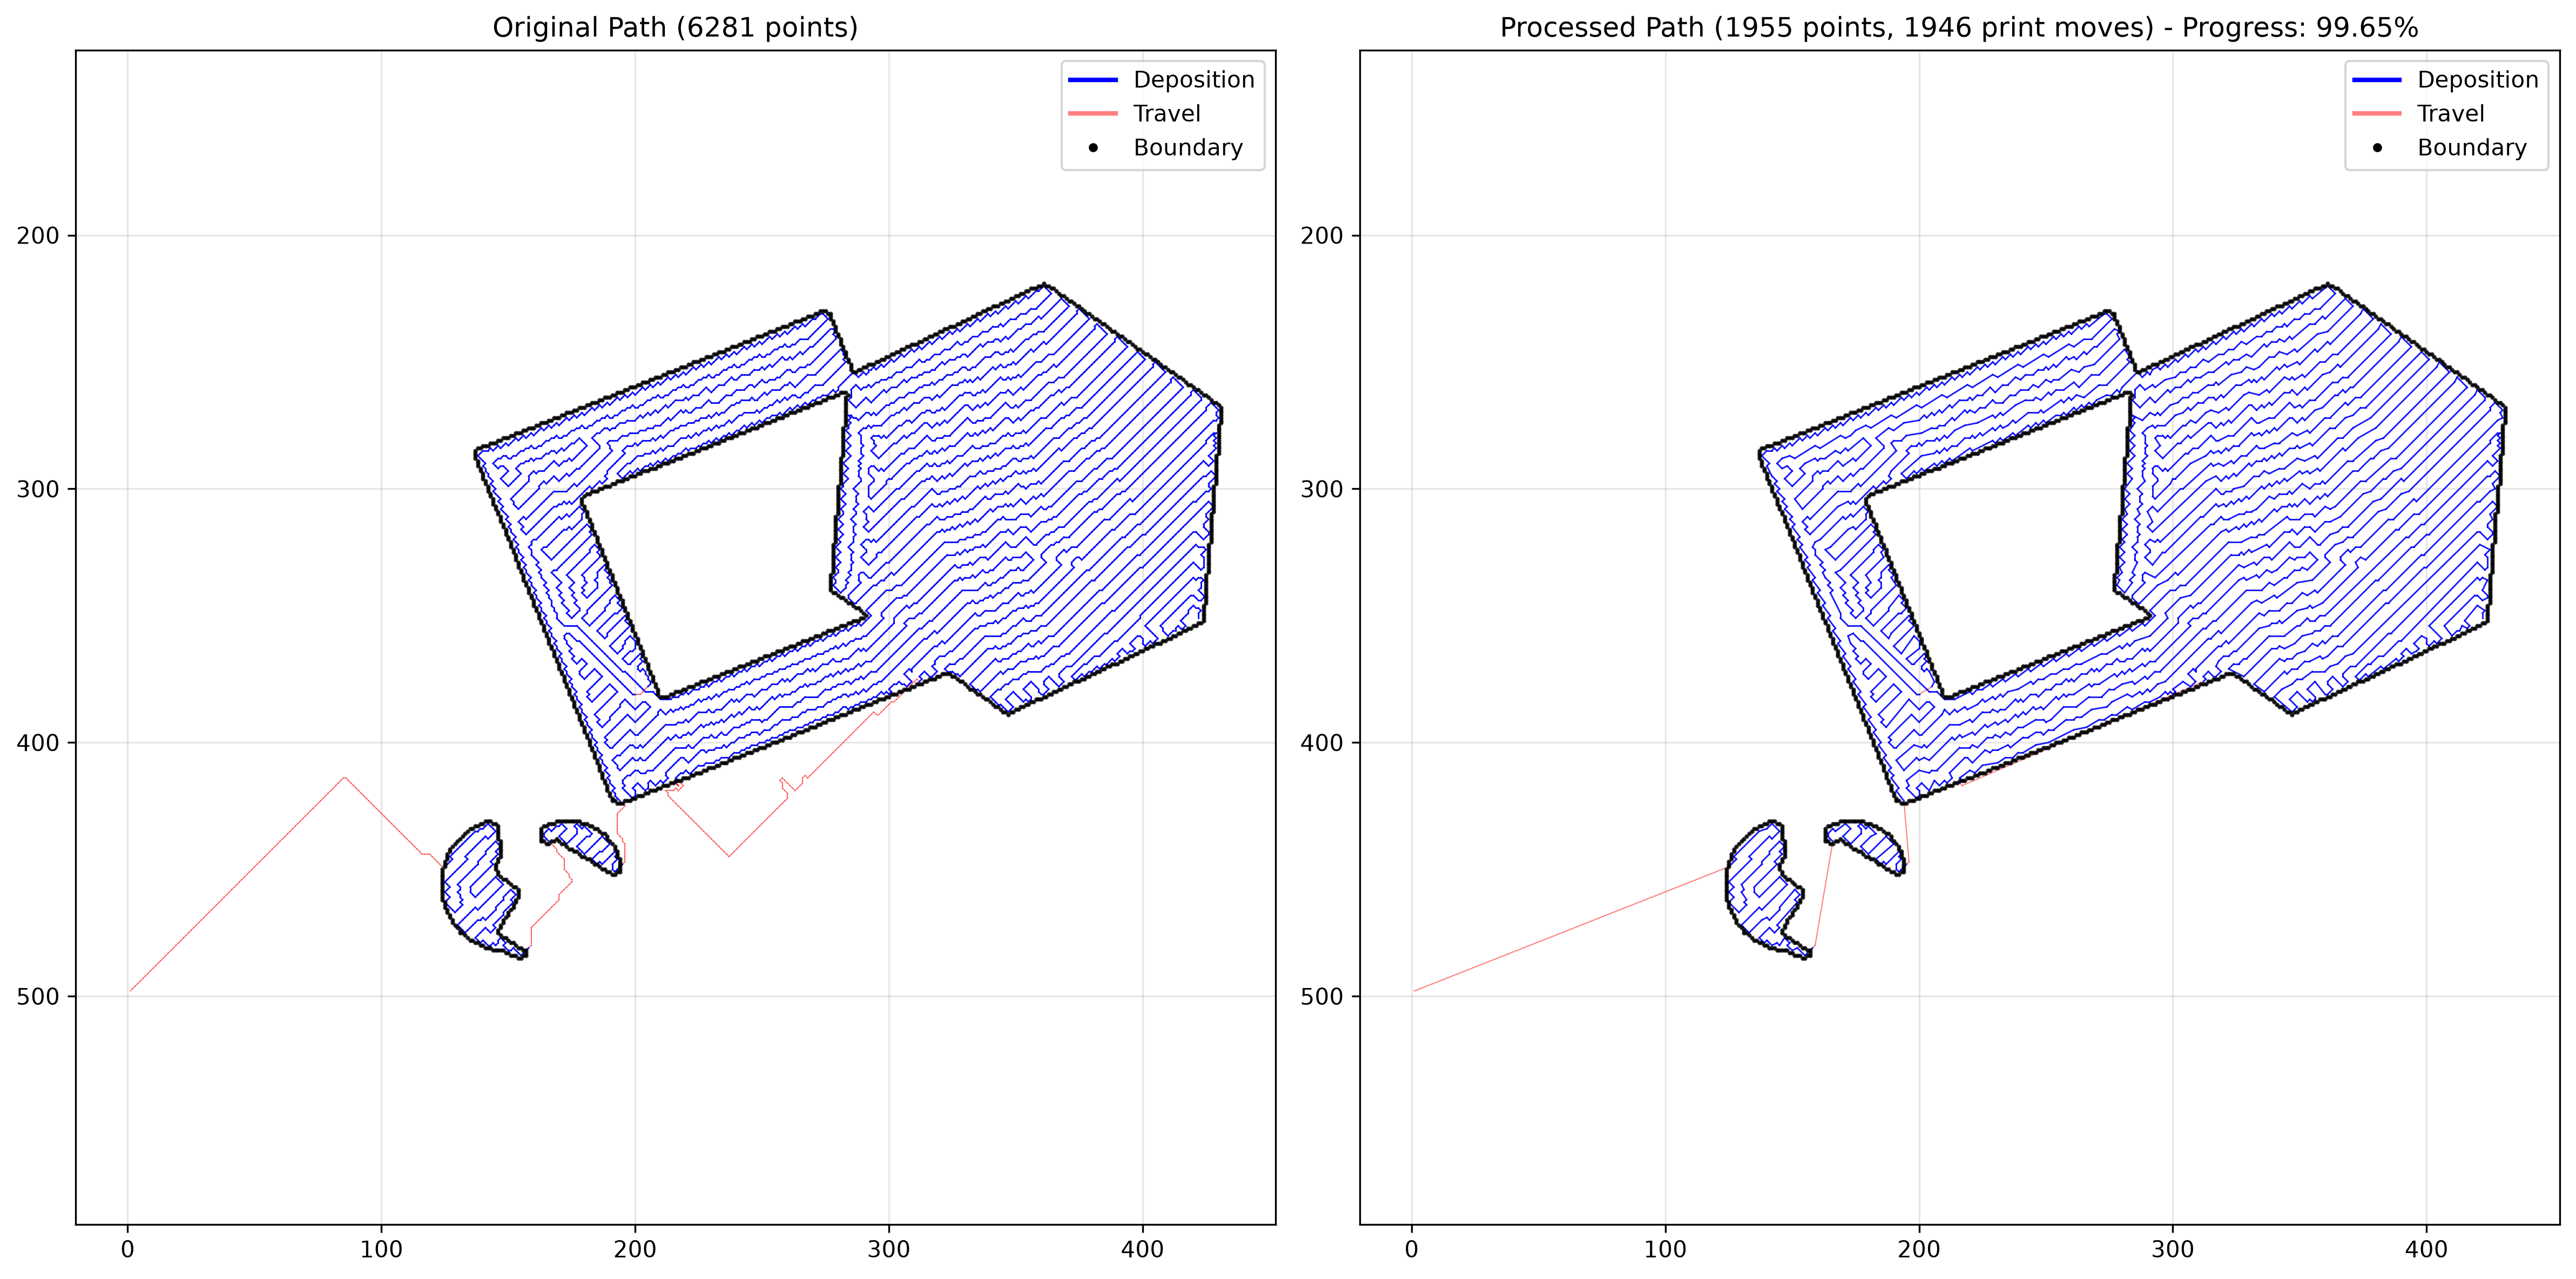 Original Path (6281 points)
Deposition
Travel
Boundary
200
300
400
500
0
100
200
300
400
Processed Path (1955 points, 1946 print moves) - Progress: 99.65%
Deposition
Travel
Boundary
200
300
400
500
0
100
200
300
400